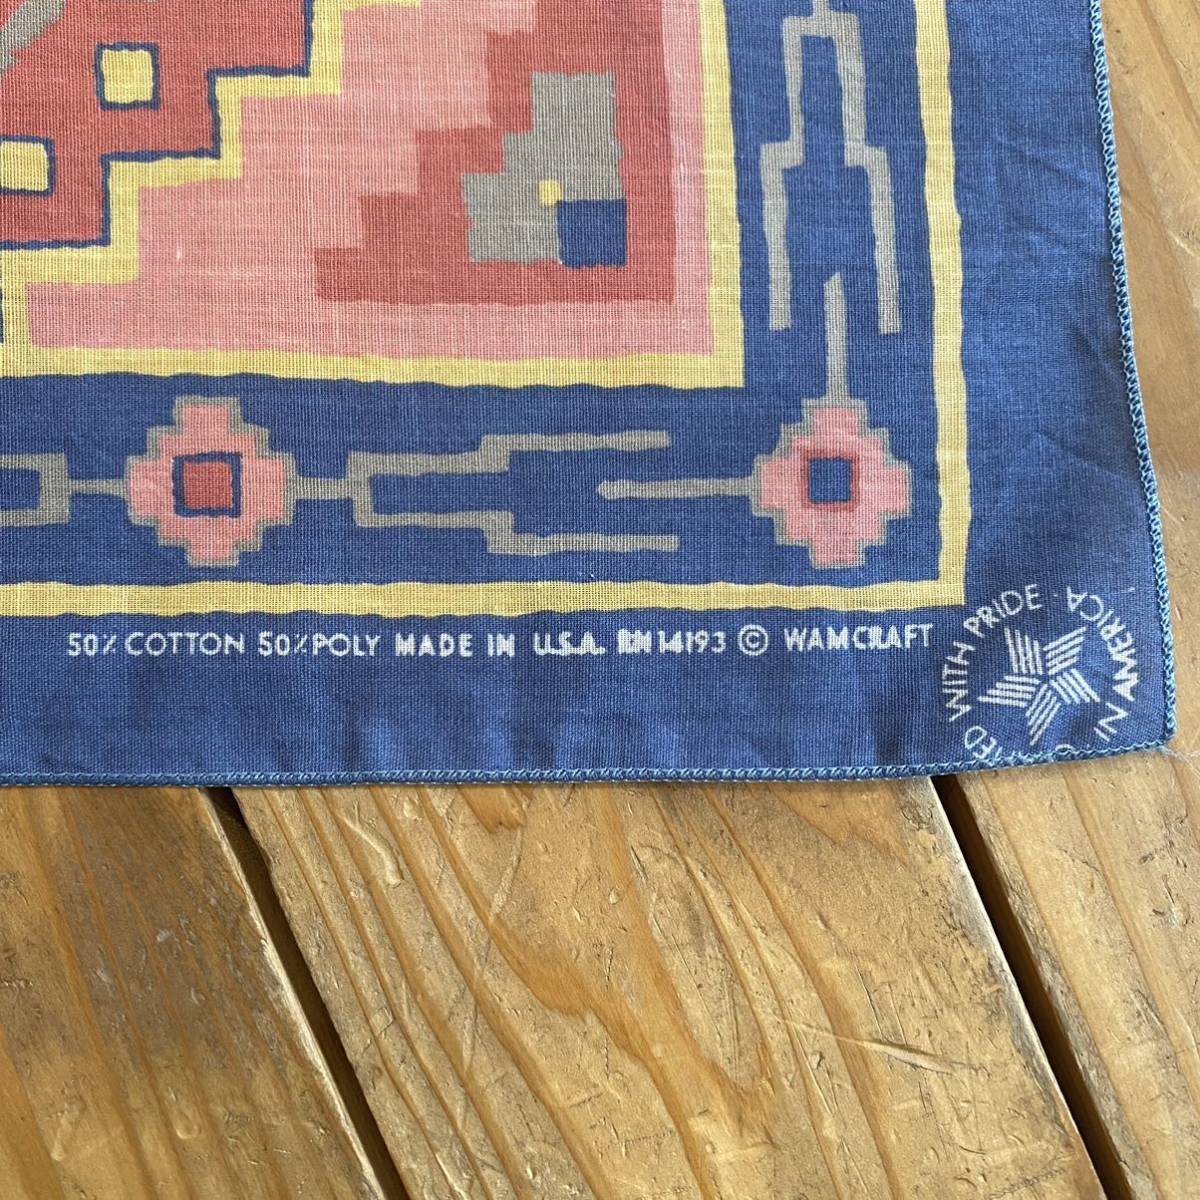 50% COTTON 50% POLY MADE IN U.S.A. RN 14193 © WAMCRAFT
WITH PRIDE · IN AMERICA ·